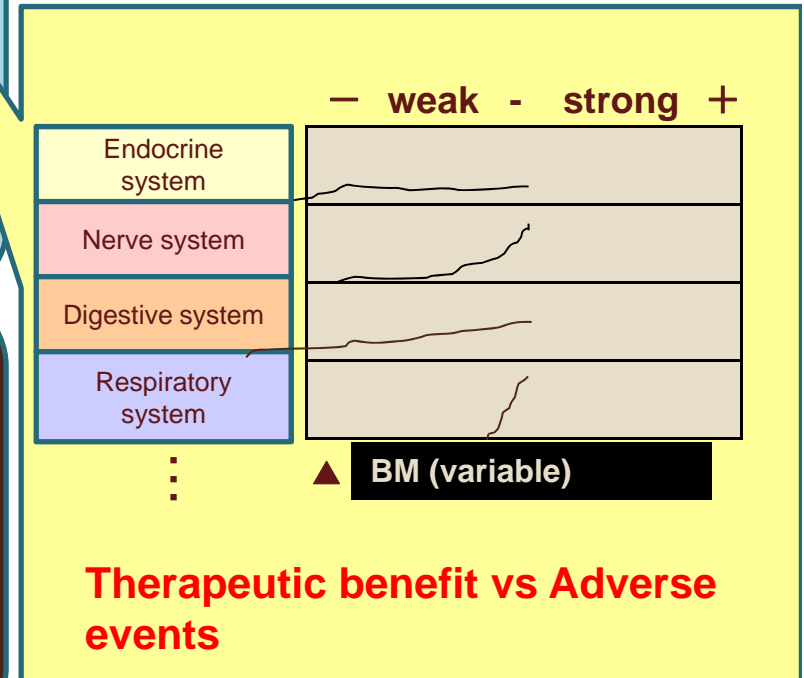 — weak - strong +
Endocrine
system
Nerve system
Digestive system
Respiratory
system
⋮
▲ BM (variable)
Therapeutic benefit vs Adverse
events